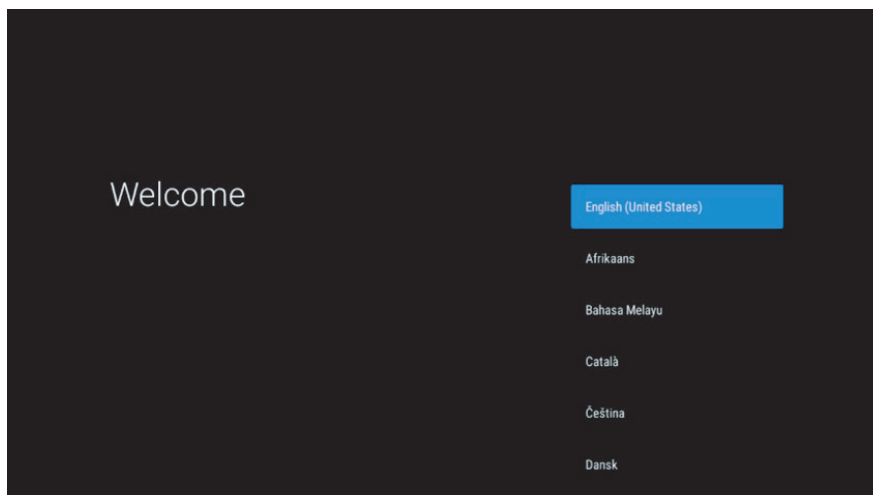 Welcome
English (United States)
Afrikaans
Bahasa Melayu
Català
Čeština
Dansk